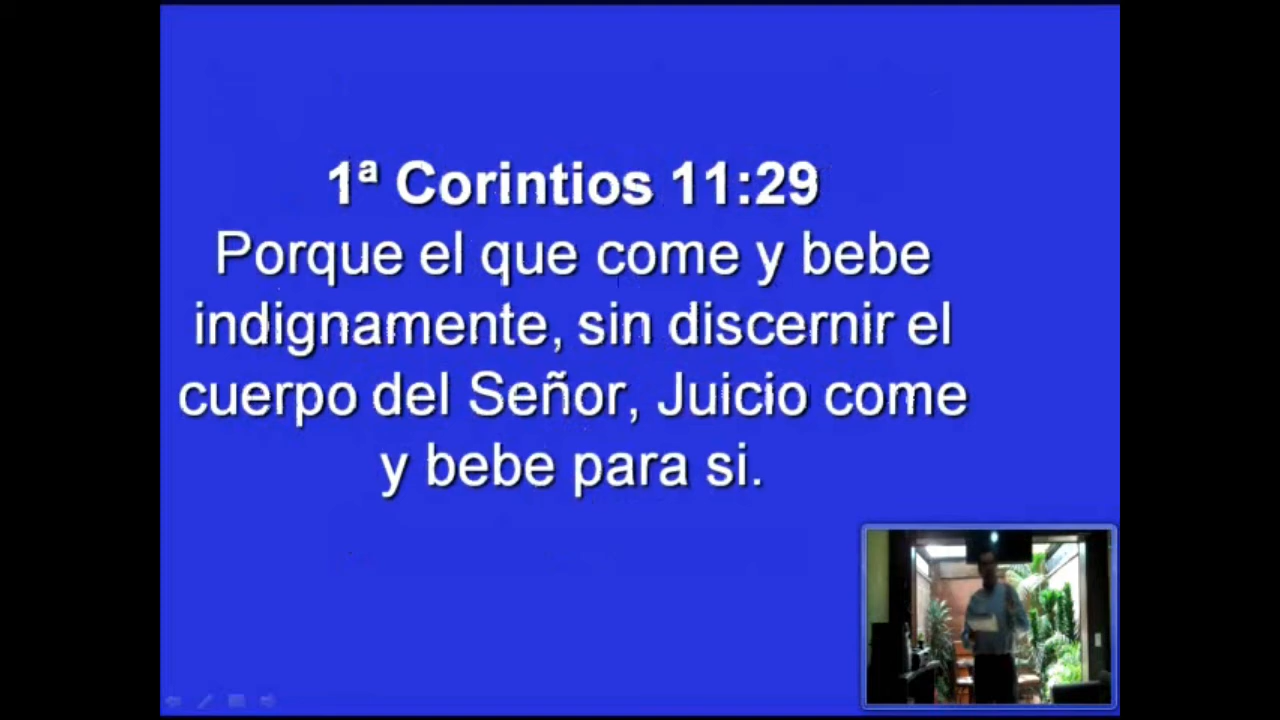 1ª Corintios 11:29
Porque el que come y bebe
indignamente, sin discernir el
cuerpo del Señor, Juicio come
y bebe para si.